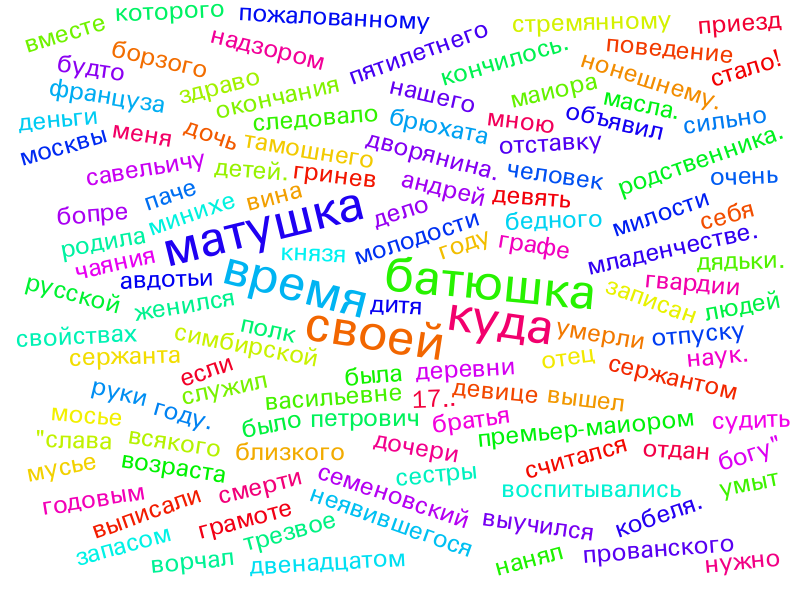 которого
пожалованному
стремянному
приезд
вместе
борзого
надзором
пятилетнего
кончилось.
поведение
стало!
будто
француза
здраво
окончания
нашего
маиора
нонешнему.
масла.
деньги
москвы
меня
дочь
следовало
брюхата
мною
объявил
сильно
тамошнего
дворянина.
отставку
родственника.
савельичу
детей.
гринев
андрей
девять
человек
очень
паче
вина
бопре
минихе
матушка
дело
молодости
году
бедного
милости
себя
родила
чаяния
князя
графе
младенчестве.
дядьки.
русской
авдотьи
время
батюшка
гвардии
женился
дитя
куда
записан
людей
свойствах
симбирской
полк
своей
умерли
отпуску
сержанта
если
была
деревни
отец
сержантом
наук.
руки
году.
служил
васильевне
17..
девице
вышел
мосье
было
петрович
братья
премьер-маиором
судить
"слава
всякого
близкого
дочери
считался
отдан
богу"
мусье
возраста
смерти
семеновский
сестры
воспитывались
умыт
годовым
выписали
грамоте
трезвое
неявившегося
выучился
кобеля.
запасом
ворчал
двенадцатом
нанял
прованского
нужно